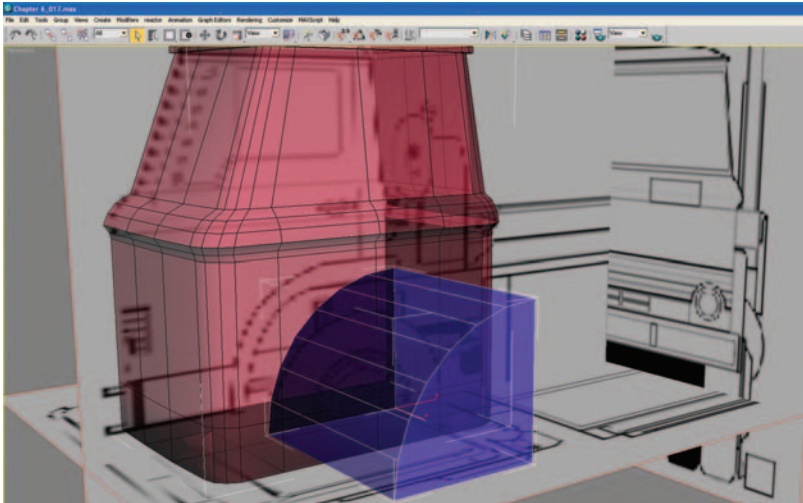 Chapter 6_017.max
File Edit Tools Group Views Create Modifiers reactor Animation Graph Editors Rendering Customize MAXScript Help
All View View